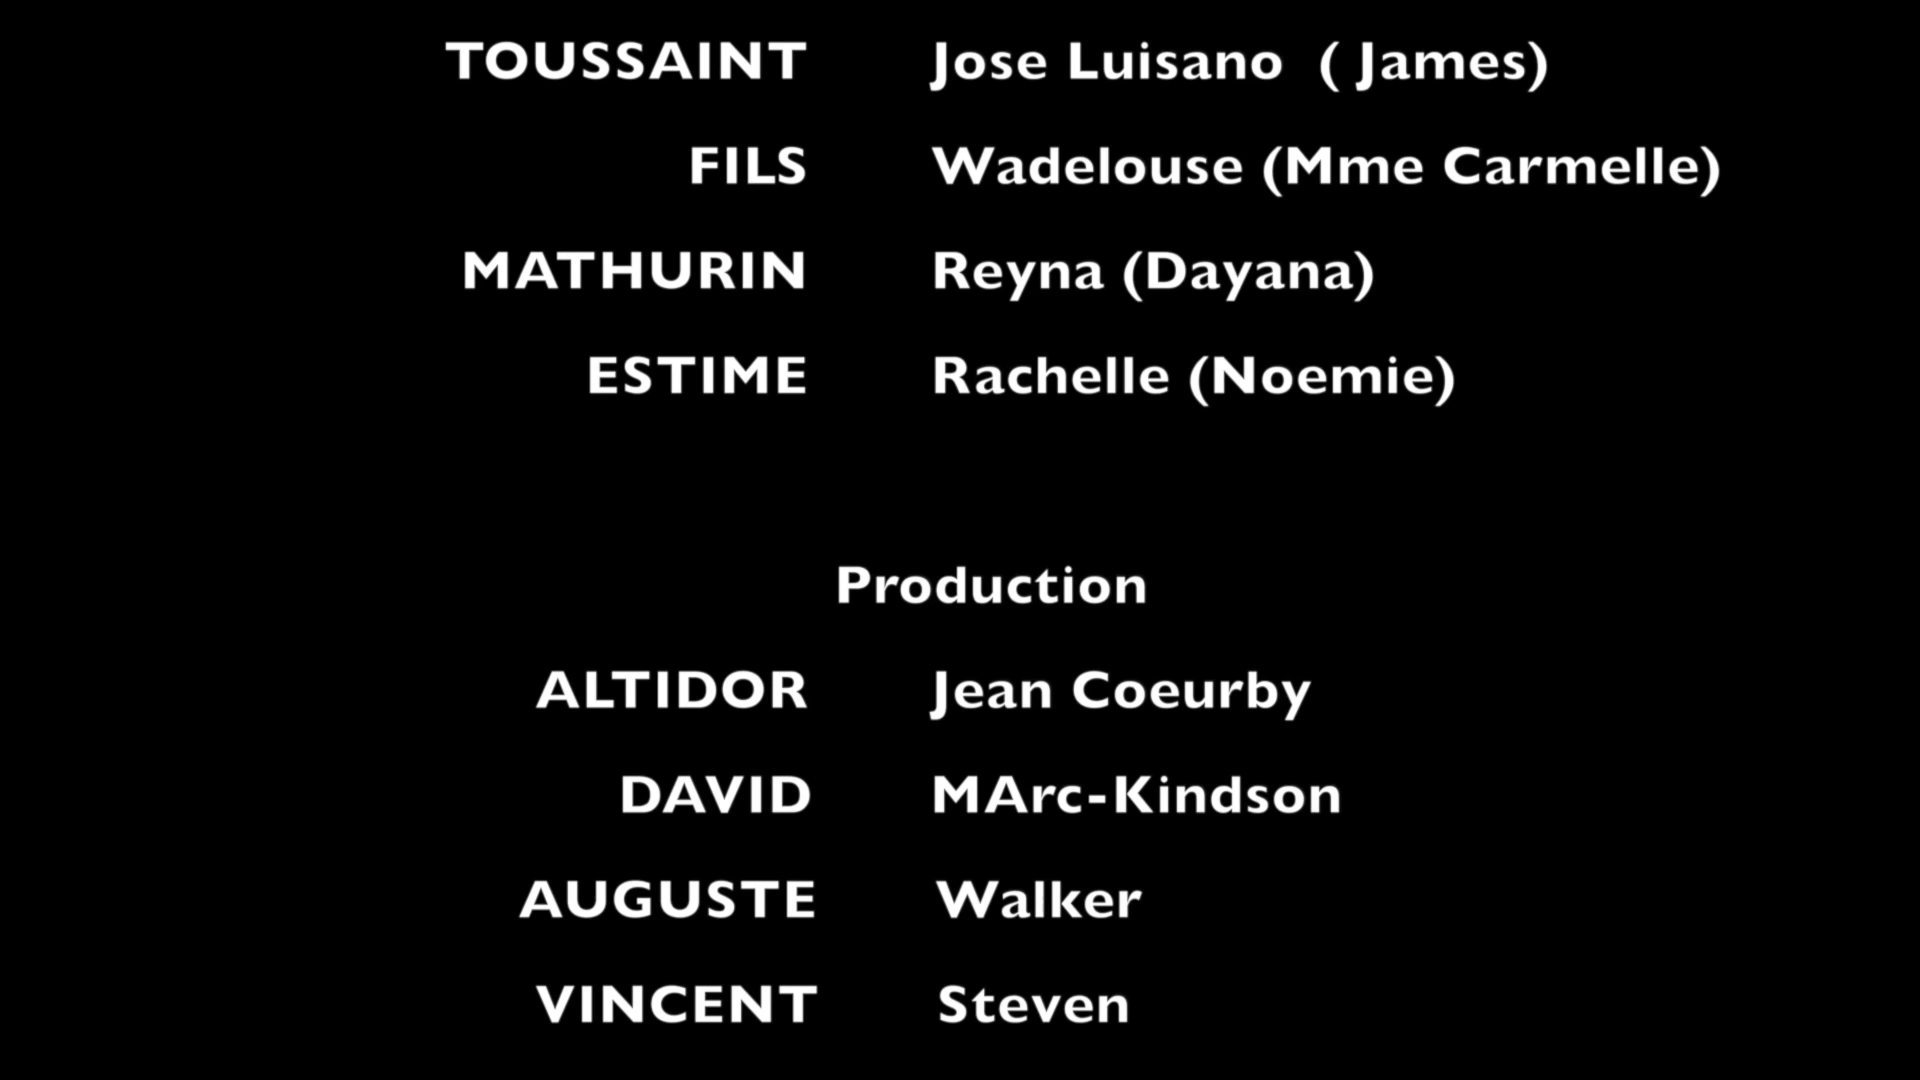 TOUSSAINT Jose Luisano ( James)
FILS Wadelouse (Mme Carmelle)
MATHURIN Reyna (Dayana)
ESTIME Rachelle (Noemie)
Production
ALTIDOR Jean Coeurby
DAVID MArc-Kindson
AUGUSTE Walker
VINCENT Steven